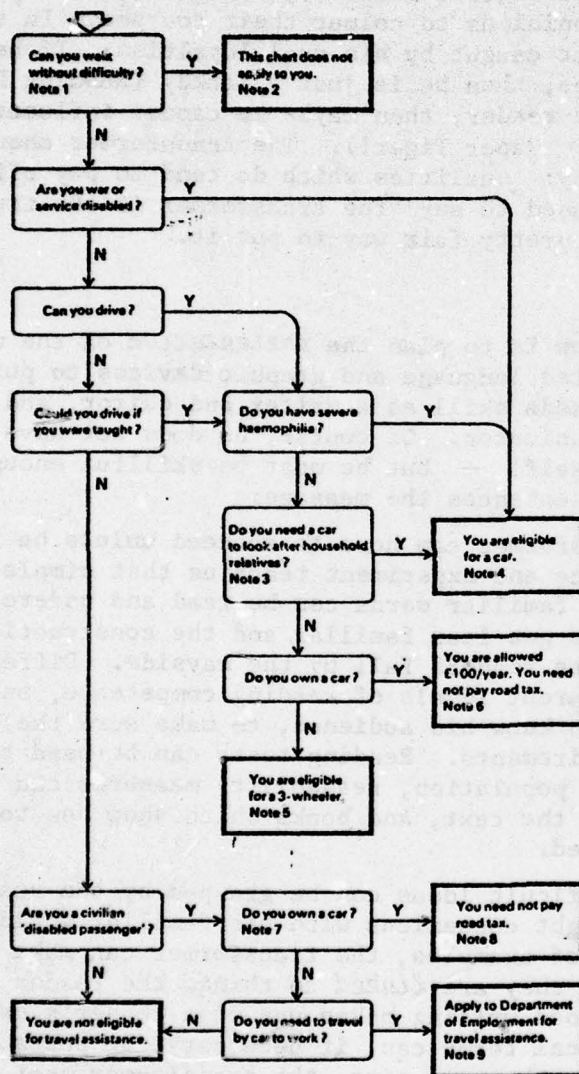 Can you walk
without difficulty?
Note 1
Y
This chart does not
apply to you.
Note 2
N
Are you war or
service disabled?
Y
N
Can you drive?
Y
N
Could you drive if
you were taught?
Y
Do you have severe
haemophilia?
Y
N
N
Do you need a car
to look after household
relatives?
Note 3
Y
You are eligible
for a car.
Note 4
N
Do you own a car?
Y
You are allowed
£100/year. You need
not pay road tax.
Note 6
N
You are eligible
for a 3-wheeler.
Note 5
Are you a civilian
'disabled passenger'?
Y
Do you own a car?
Note 7
Y
You need not pay
road tax.
Note 8
N
N
You are not eligible
for travel assistance.
N
Do you need to travel
by car to work?
Y
Apply to Department
of Employment for
travel assistance.
Note 9